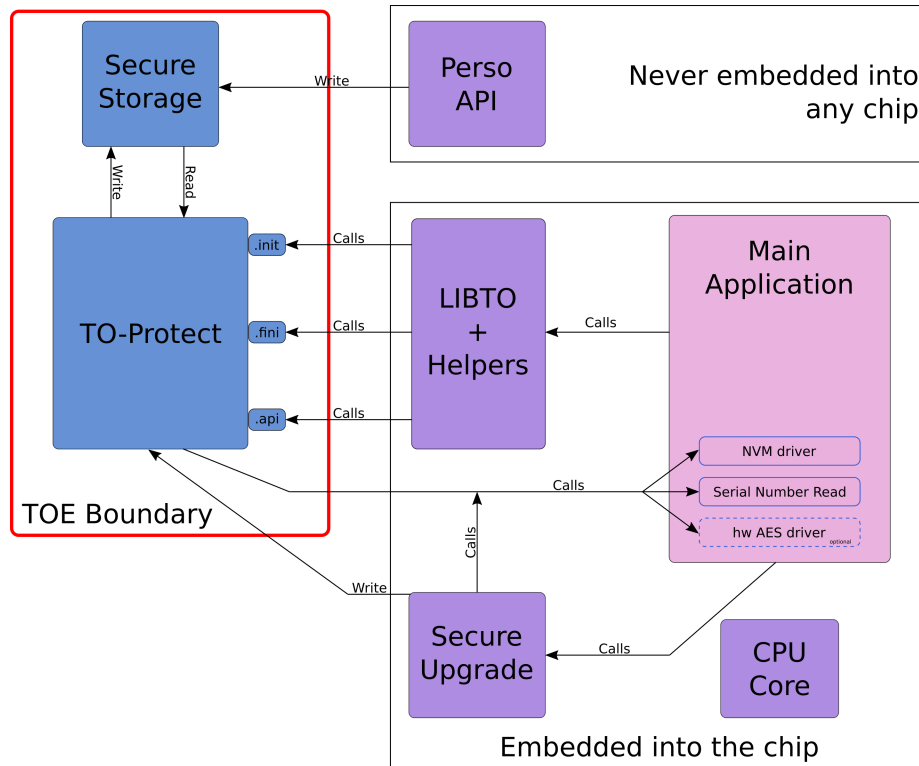 Secure
Storage
Write
Perso
API
Never embedded into
any chip
Write
Read
TO-Protect
.init
.fini
.api
Calls
Calls
Calls
LIBTO
+
Helpers
Calls
Main
Application
NVM driver
Serial Number Read
hw AES driver
optional
TOE Boundary
Calls
Calls
Write
Secure
Upgrade
Calls
CPU
Core
Embedded into the chip